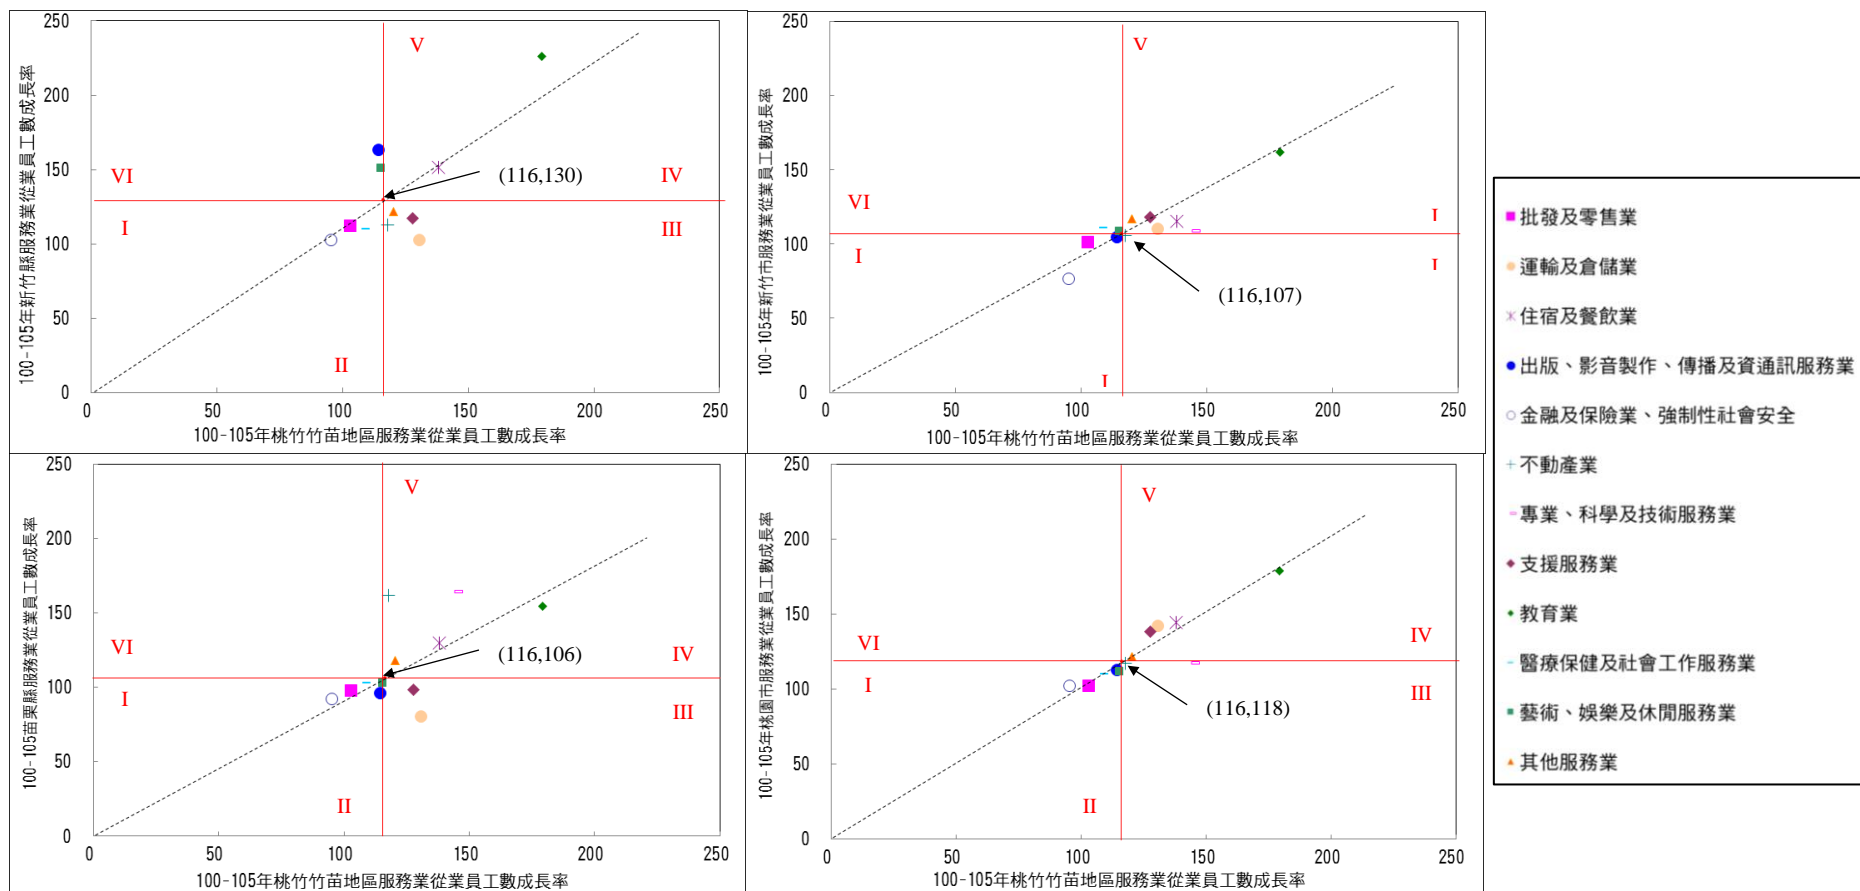 100-105年新竹縣服務業從業員工數成長率
250
200
150
100
50
0
V
VI
IV
(116,130)
I
III
II
0
50
100
150
200
250
100-105年桃竹竹苗地區服務業從業員工數成長率
100-105年新竹市服務業從業員工數成長率
250
200
150
100
50
0
V
VI
I
I
I
(116,107)
I
0
50
100
150
200
250
100-105年桃竹竹苗地區服務業從業員工數成長率
100-105苗栗縣服務業從業員工數成長率
250
200
150
100
50
0
V
VI
IV
(116,106)
I
III
II
0
50
100
150
200
250
100-105年桃竹竹苗地區服務業從業員工數成長率
100-105年桃園市服務業從業員工數成長率
250
200
150
100
50
0
V
VI
IV
I
III
(116,118)
II
0
50
100
150
200
250
100-105年桃竹竹苗地區服務業從業員工數成長率
批發及零售業
運輸及倉儲業
住宿及餐飲業
出版、影音製作、傳播及資通訊服務業
金融及保險業、強制性社會安全
不動產業
專業、科學及技術服務業
支援服務業
教育業
醫療保健及社會工作服務業
藝術、娛樂及休閒服務業
其他服務業